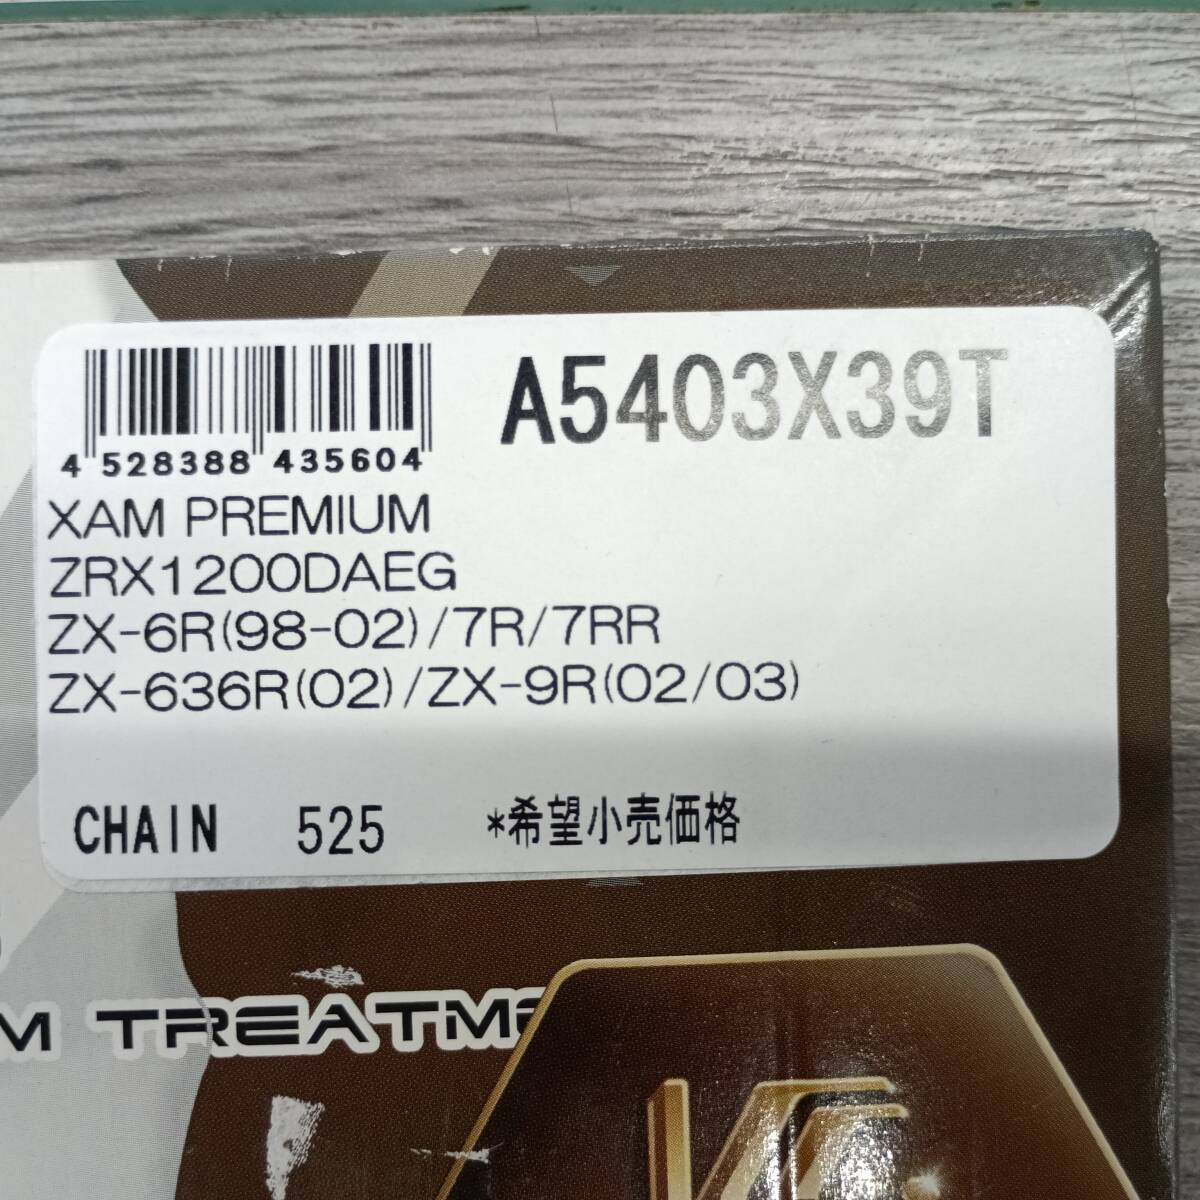 A5403X39T
4 528388 435604
XAM PREMIUM
ZRX1200DAEG
ZX-6R(98-02)/7R/7RR
ZX-636R(02)/ZX-9R(02/03)
CHAIN 525 *希望小売価格